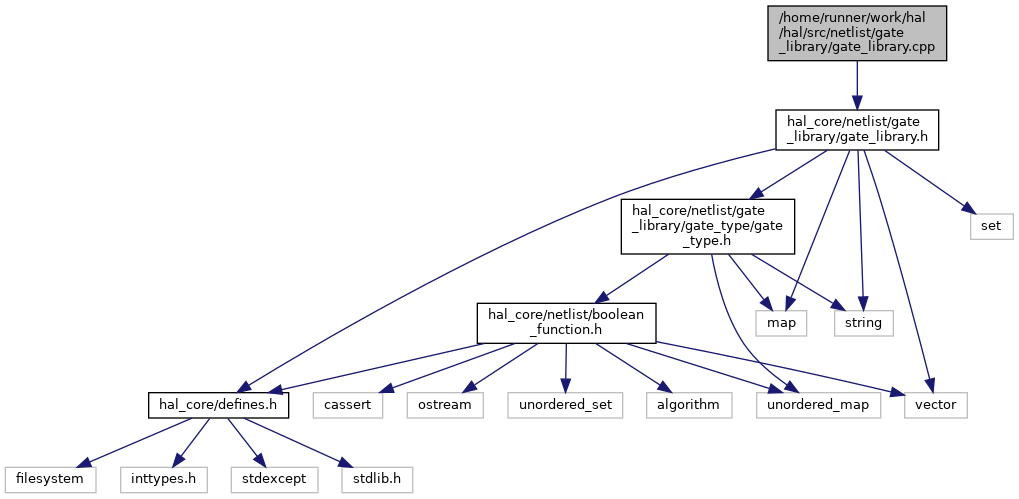 /home/runner/work/hal
/hal/src/netlist/gate
_library/gate_library.cpp
hal_core/netlist/gate
_library/gate_library.h
hal_core/netlist/gate
_library/gate_type/gate
_type.h
set
hal_core/netlist/boolean
_function.h
map
string
hal_core/defines.h
cassert
ostream
unordered_set
algorithm
unordered_map
vector
filesystem
inttypes.h
stdexcept
stdlib.h